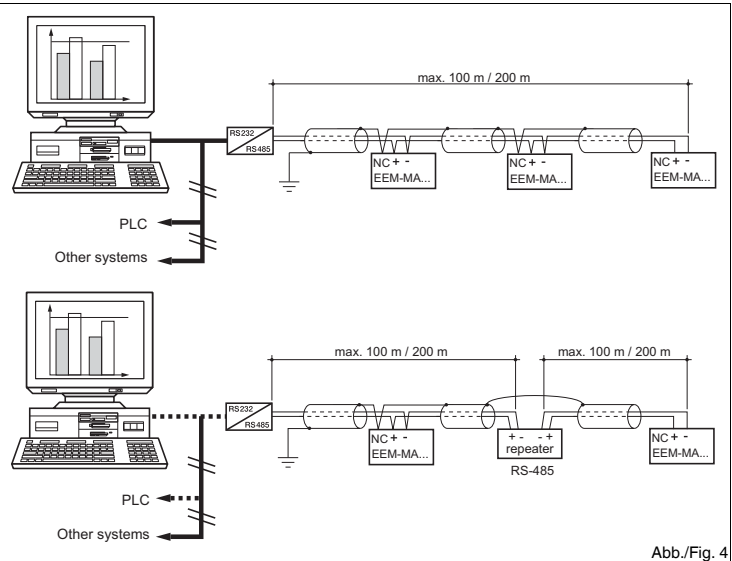 max. 100 m / 200 m
RS232
RS485
NC + -
EEM-MA...
NC + -
EEM-MA...
NC + -
EEM-MA...
PLC
Other systems
max. 100 m / 200 m
max. 100 m / 200 m
RS232
RS485
NC + -
EEM-MA...
+ - - +
repeater
RS-485
NC + -
EEM-MA...
PLC
Other systems
Abb./Fig. 4